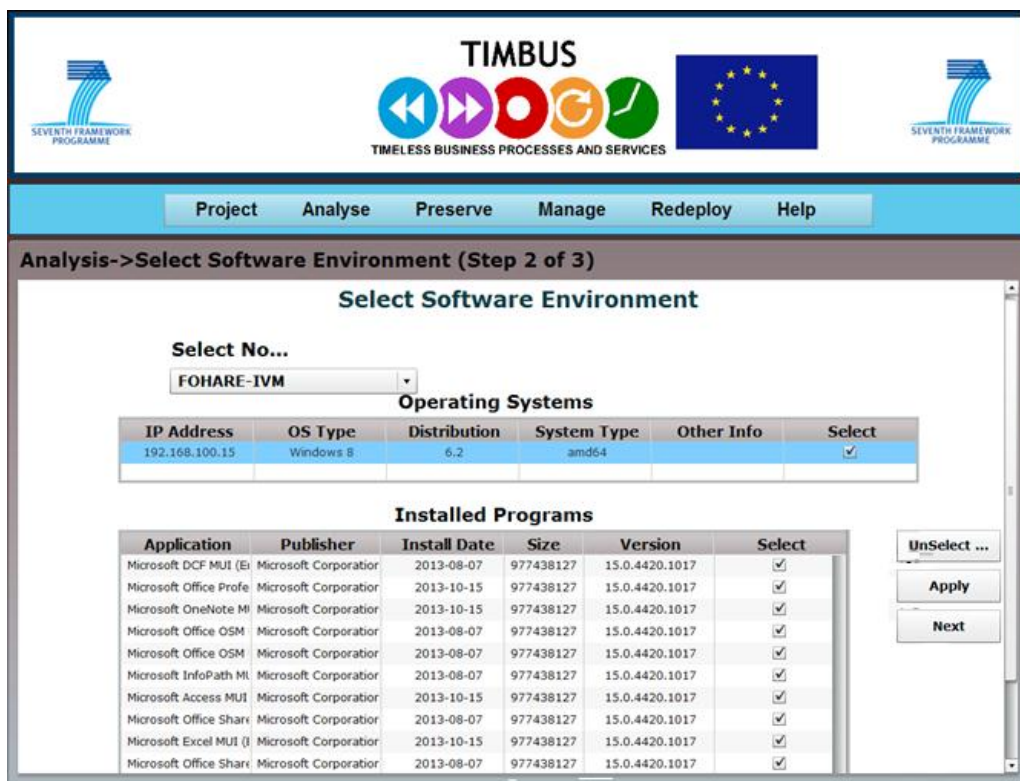 TIMBUS
SEVENTH FRAMEWORK
PROGRAMME
TIMELESS BUSINESS PROCESSES AND SERVICES
SEVENTH FRAMEWORK
PROGRAMME
Project Analyse Preserve Manage Redeploy Help
Analysis->Select Software Environment (Step 2 of 3)
Select Software Environment
Select No...
FOHARE-IVM
Operating Systems
IP Address OS Type Distribution System Type Other Info Select
192.168.100.15 Windows 8 6.2 amd64
Installed Programs
Application Publisher Install Date Size Version Select
Microsoft DCF MUI (E Microsoft Corporation 2013-08-07 977438127 15.0.4420.1017
Microsoft Office Profe Microsoft Corporation 2013-10-15 977438127 15.0.4420.1017
Microsoft OneNote M Microsoft Corporation 2013-10-15 977438127 15.0.4420.1017
Microsoft Office OSM Microsoft Corporation 2013-08-07 977438127 15.0.4420.1017
Microsoft Office OSM Microsoft Corporation 2013-08-07 977438127 15.0.4420.1017
Microsoft InfoPath M Microsoft Corporation 2013-08-07 977438127 15.0.4420.1017
Microsoft Access MUI Microsoft Corporation 2013-10-15 977438127 15.0.4420.1017
Microsoft Office Share Microsoft Corporation 2013-08-07 977438127 15.0.4420.1017
Microsoft Excel MUI ( Microsoft Corporation 2013-10-15 977438127 15.0.4420.1017
Microsoft Office Share Microsoft Corporation 2013-08-07 977438127 15.0.4420.1017
UnSelect ...
Apply
Next